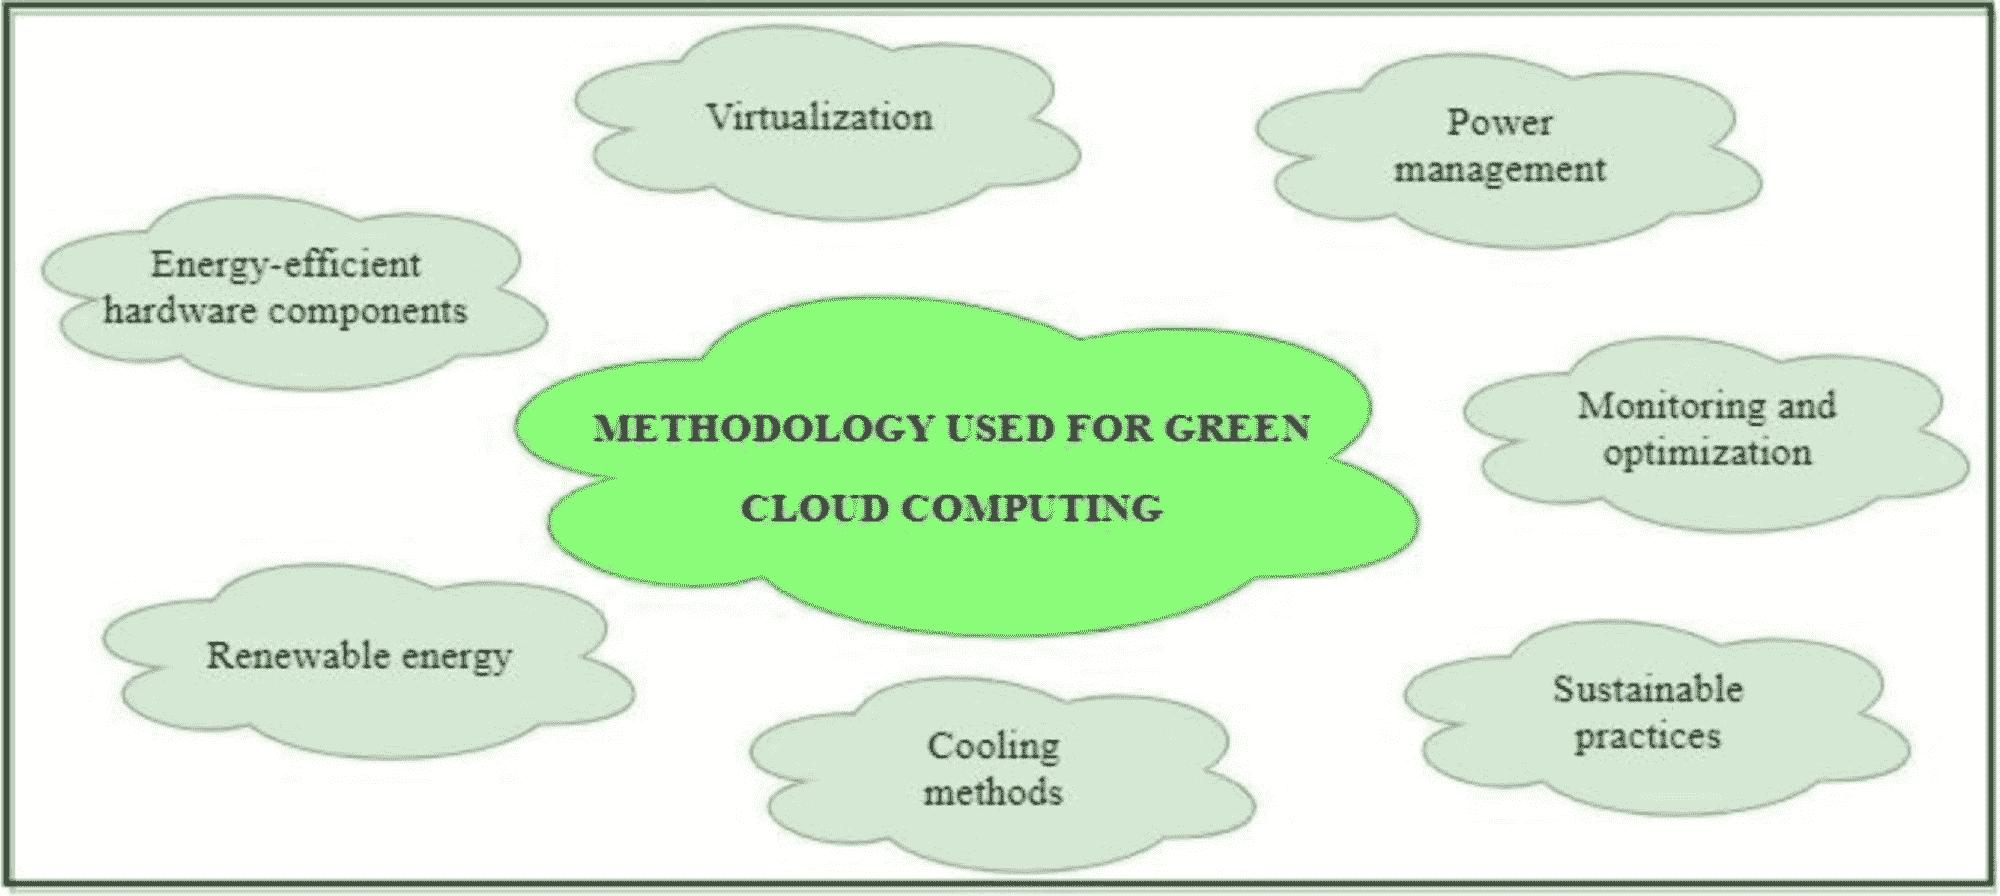 Virtualization
Power
management
Energy-efficient
hardware components
METHODOLOGY USED FOR GREEN
CLOUD COMPUTING
Monitoring and
optimization
Renewable energy
Cooling
methods
Sustainable
practices